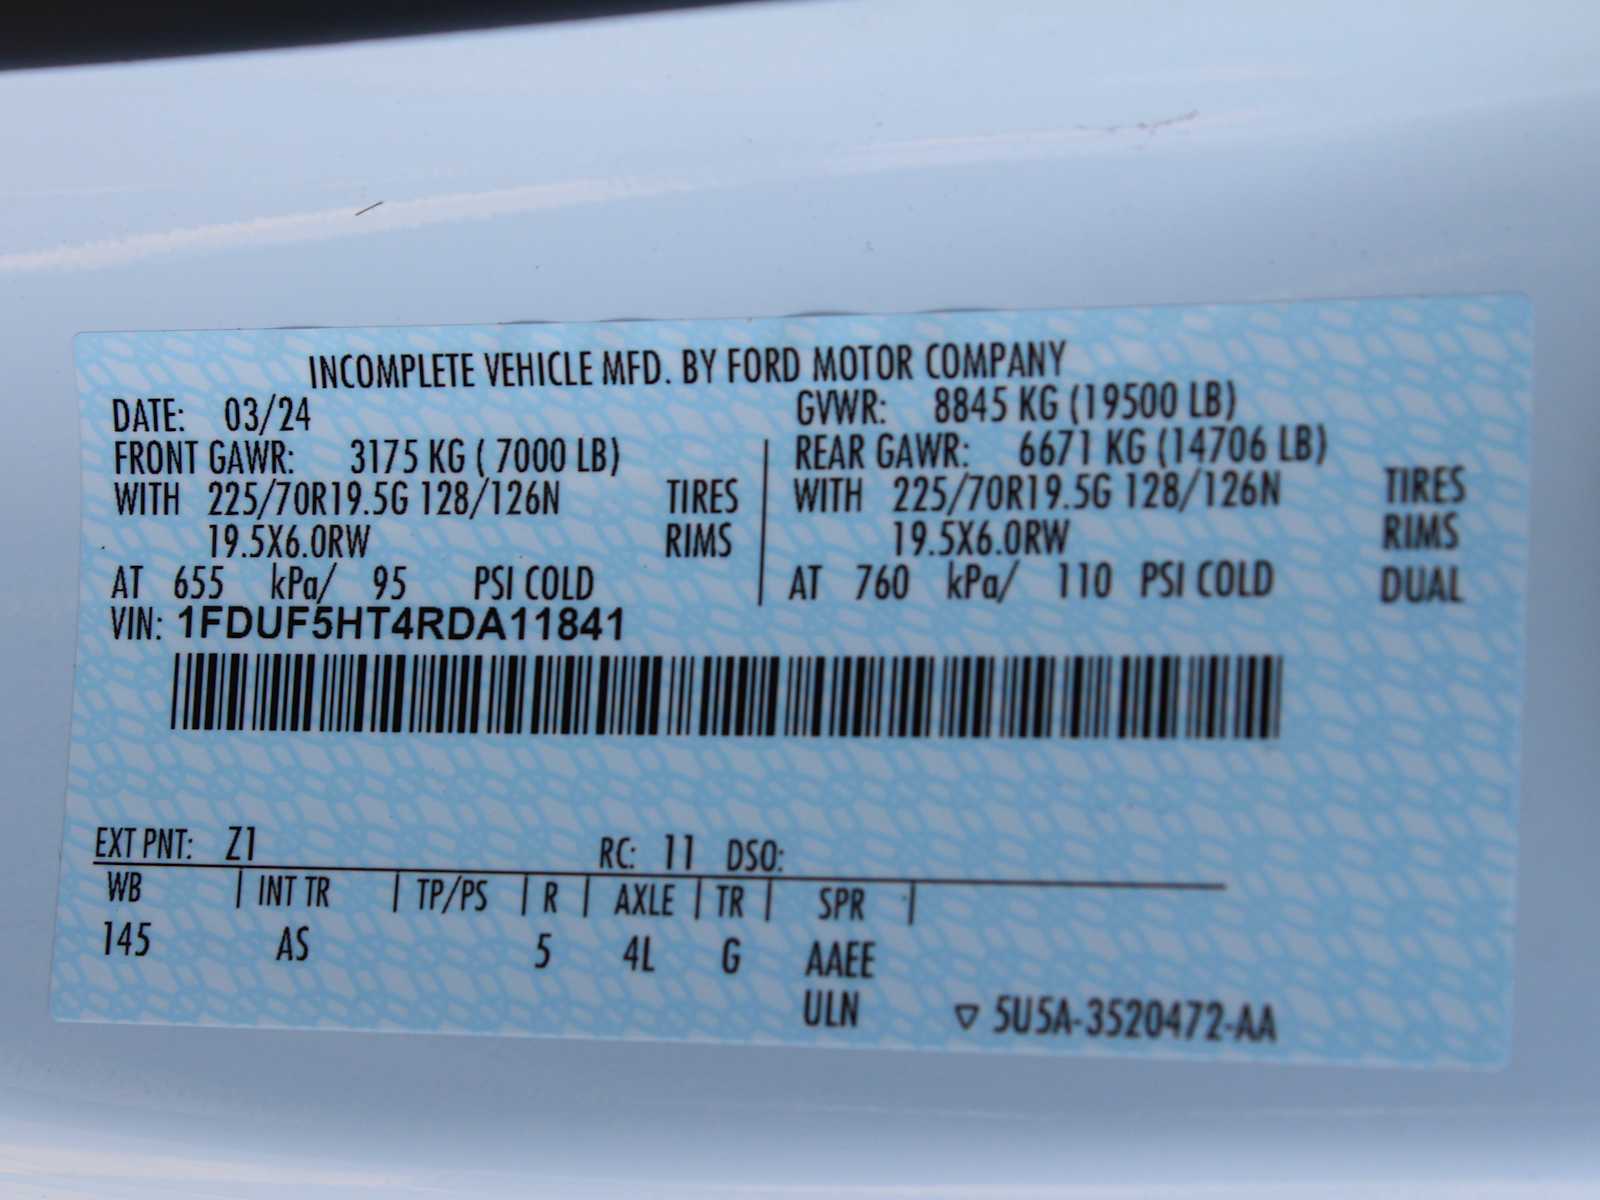 INCOMPLETE VEHICLE MFD. BY FORD MOTOR COMPANY
DATE: 03/24 GVWR: 8845 KG (19500 LB)
FRONT GAWR: 3175 KG ( 7000 LB) | REAR GAWR: 6671 KG (14706 LB)
WITH 225/70R19.5G 128/126N TIRES | WITH 225/70R19.5G 128/126N TIRES
19.5X6.0RW RIMS | 19.5X6.0RW RIMS
AT 655 kPa/ 95 PSI COLD | AT 760 kPa/ 110 PSI COLD DUAL
VIN: 1FDUF5HT4RDA11841
EXT PNT: Z1 RC: 11 DSO:
WB | INT TR | TP/PS | R | AXLE | TR | SPR |
145 AS 5 4L G AAEE
ULN ▽ 5U5A-3520472-AA